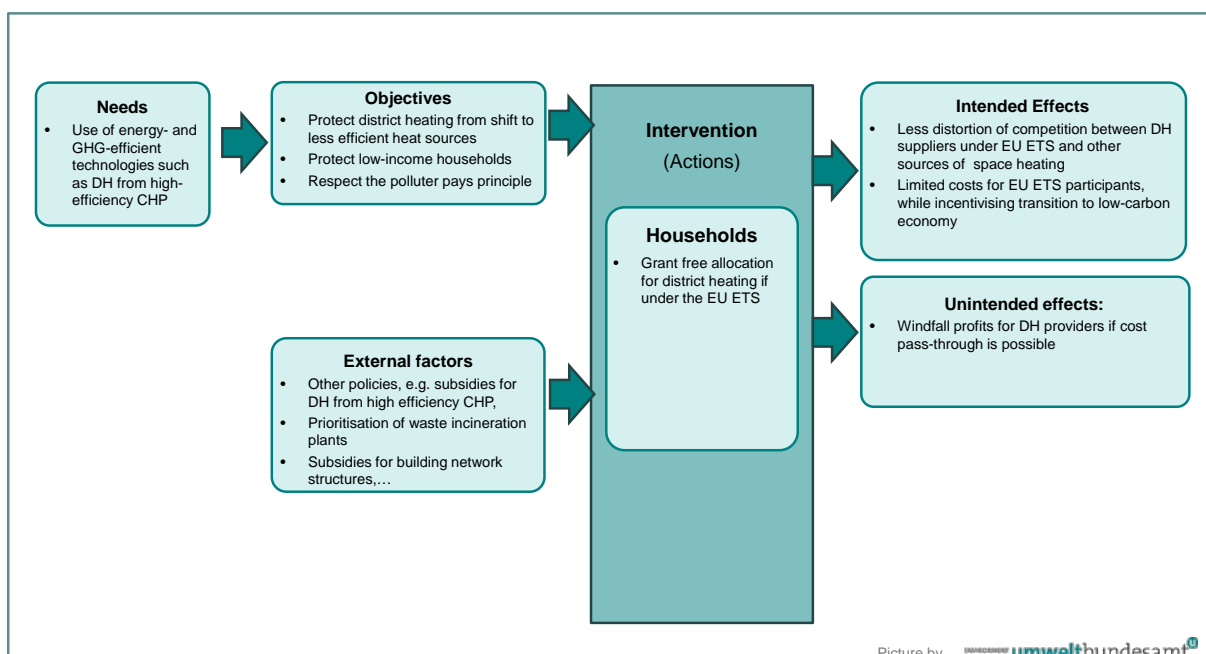 Needs
• Use of energy- and
GHG-efficient
technologies such
as DH from high-
efficiency CHP
Objectives
• Protect district heating from shift to
less efficient heat sources
• Protect low-income households
• Respect the polluter pays principle
External factors
• Other policies, e.g. subsidies for
DH from high efficiency CHP,
• Prioritisation of waste incineration
plants
• Subsidies for building network
structures,…
Intervention
(Actions)
Households
• Grant free allocation
for district heating if
under the EU ETS
Intended Effects
• Less distortion of competition between DH
suppliers under EU ETS and other
sources of space heating
• Limited costs for EU ETS participants,
while incentivising transition to low-carbon
economy
Unintended effects:
• Windfall profits for DH providers if cost
pass-through is possible
Picture by umweltbundesamt